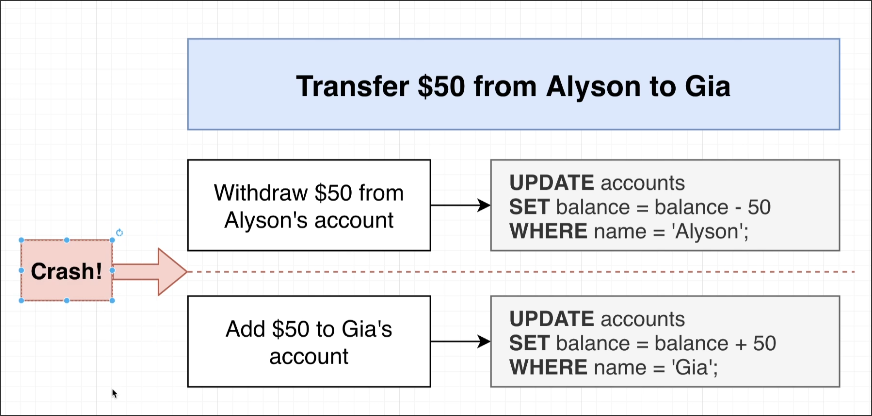 Transfer $50 from Alyson to Gia
Withdraw $50 from
Alyson's account
UPDATE accounts
SET balance = balance - 50
WHERE name = 'Alyson';
Crash!
Add $50 to Gia's
account
UPDATE accounts
SET balance = balance + 50
WHERE name = 'Gia';